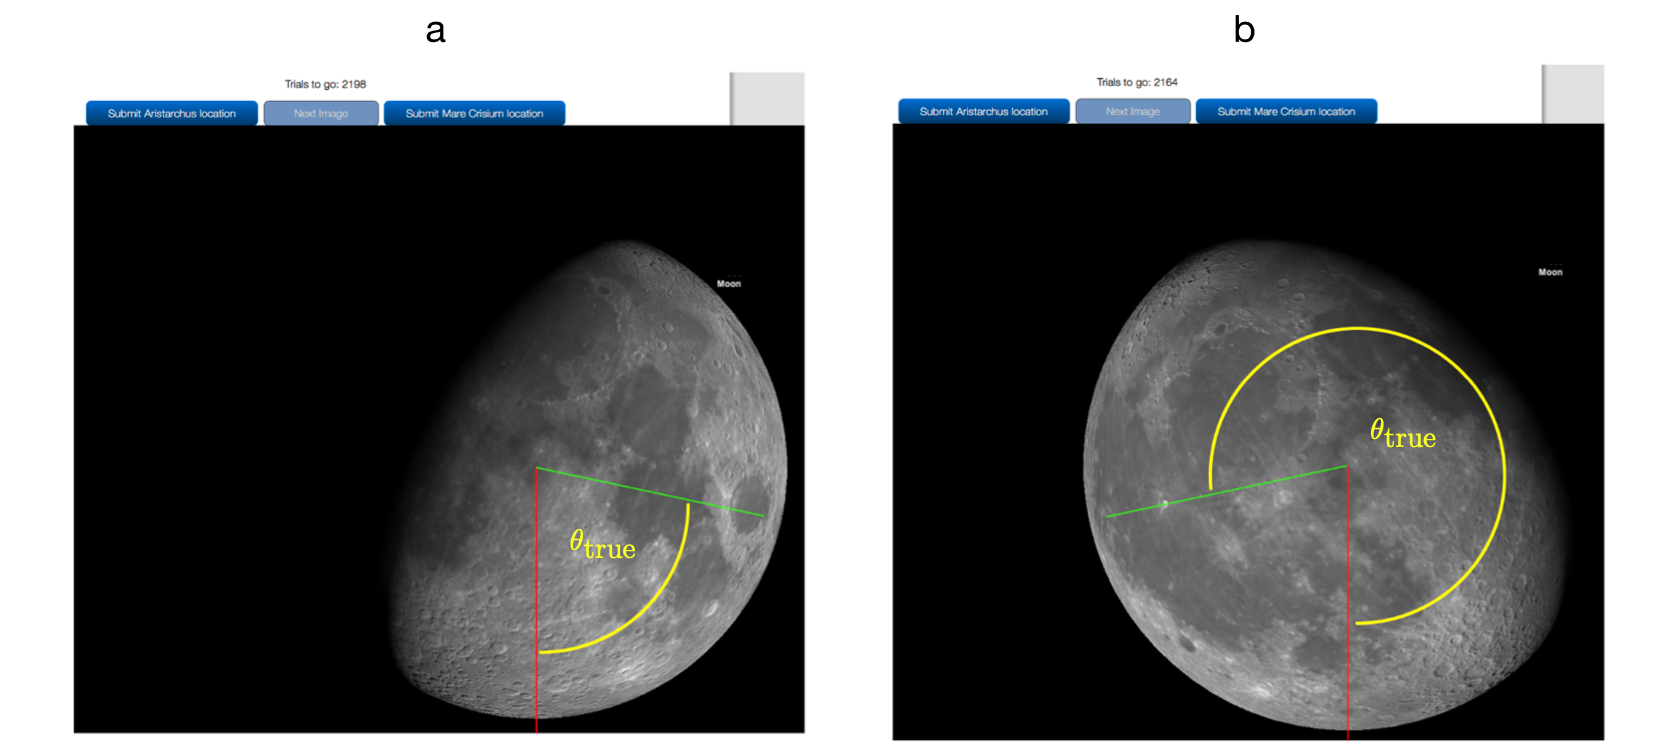 a
Trials to go: 2198
Submit Aristarchus location
Next Image
Submit Mare Crisium location
Moon
θtrue
b
Trials to go: 2164
Submit Aristarchus location
Next Image
Submit Mare Crisium location
Moon
θtrue